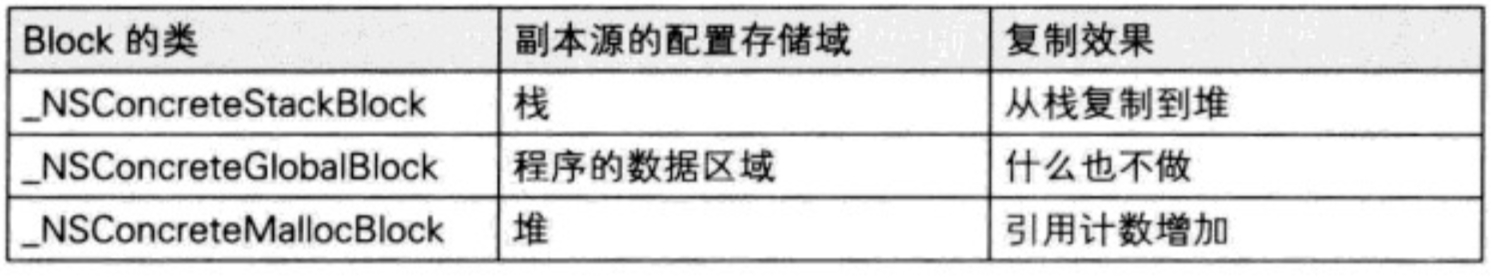 Block 的类 副本源的配置存储域 复制效果
_NSConcreteStackBlock 栈 从栈复制到堆
_NSConcreteGlobalBlock 程序的数据区域 什么也不做
_NSConcreteMallocBlock 堆 引用计数增加